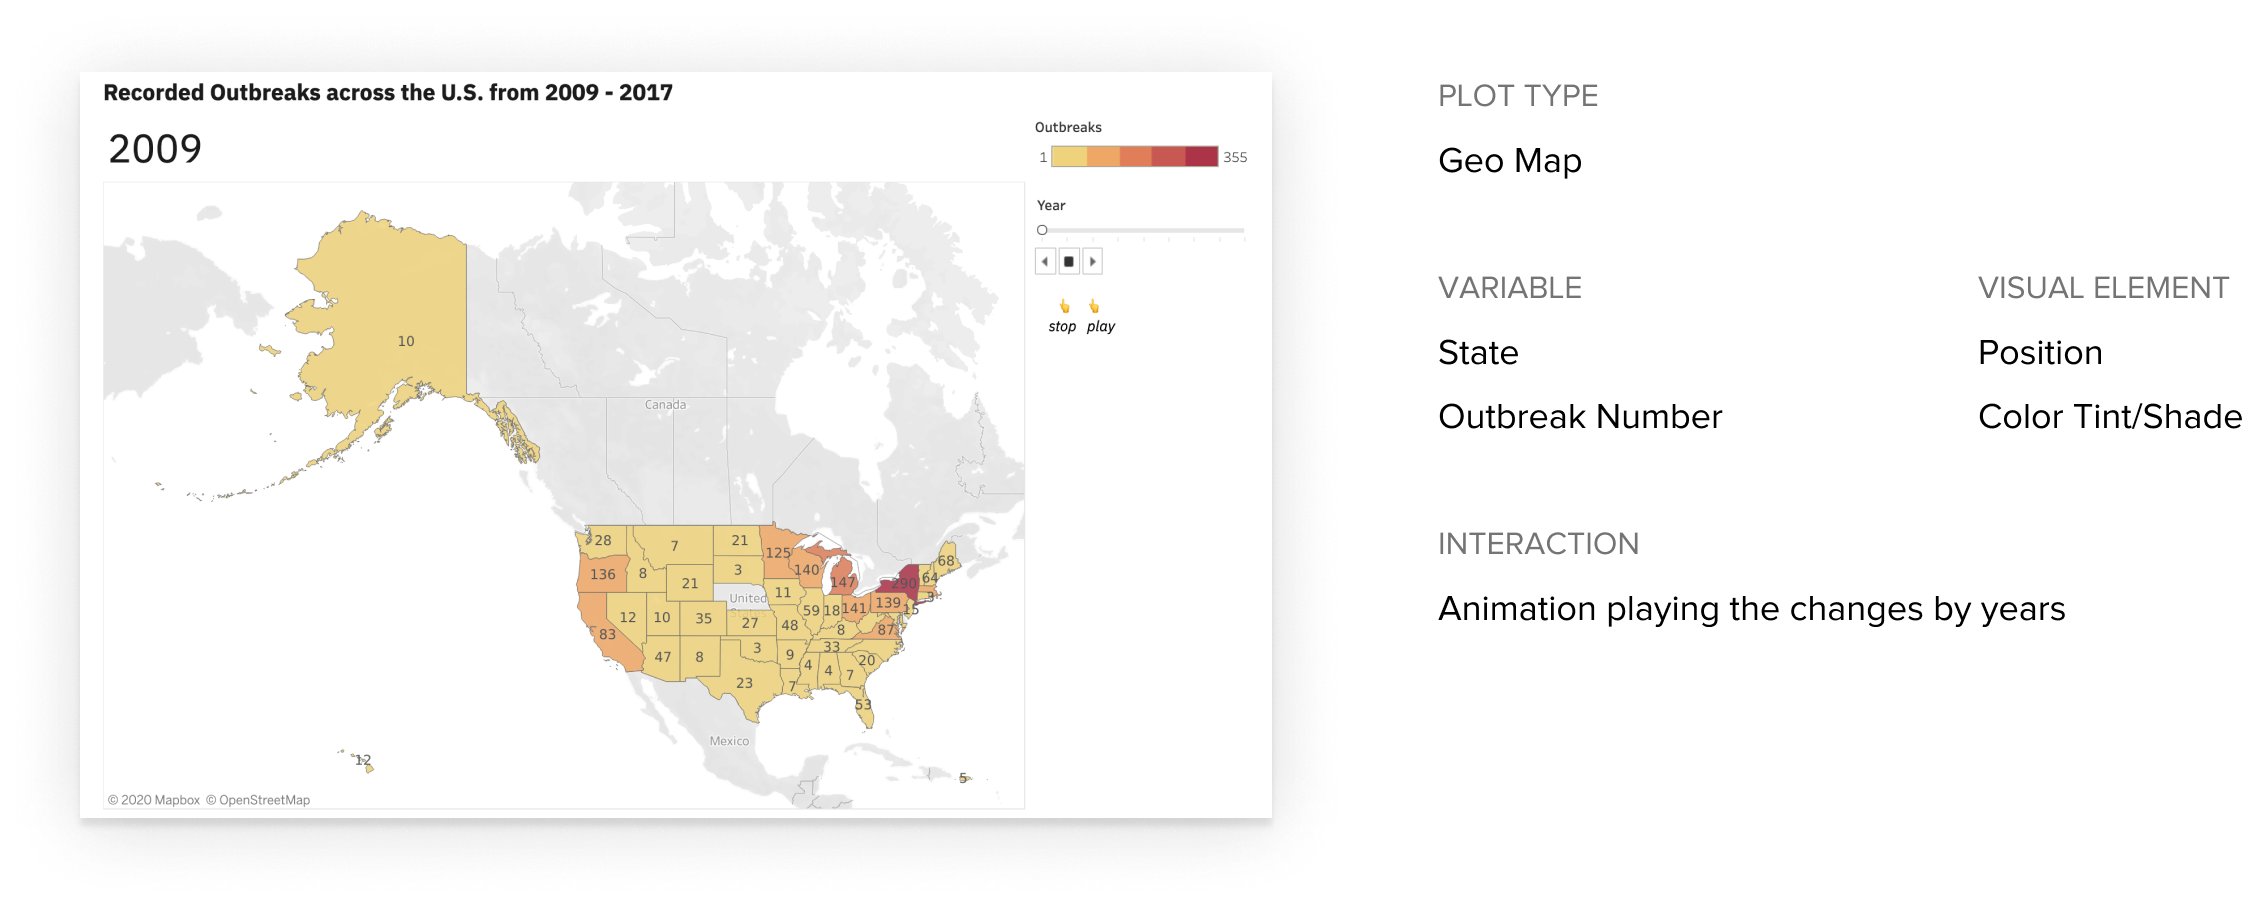 Recorded Outbreaks across the U.S. from 2009 - 2017
2009
Outbreaks
1 355
Year
stop play
10
Canada
28
7
21
125
68
136
8
3
140
147
290
64
21
United
11
3
12
10
35
27
48
59
18
141
139
15
83
8
87
47
8
3
9
33
20
23
7
4
4
7
53
Mexico
12
5
© 2020 Mapbox © OpenStreetMap
PLOT TYPE
Geo Map
VARIABLE
VISUAL ELEMENT
State
Position
Outbreak Number
Color Tint/Shade
INTERACTION
Animation playing the changes by years